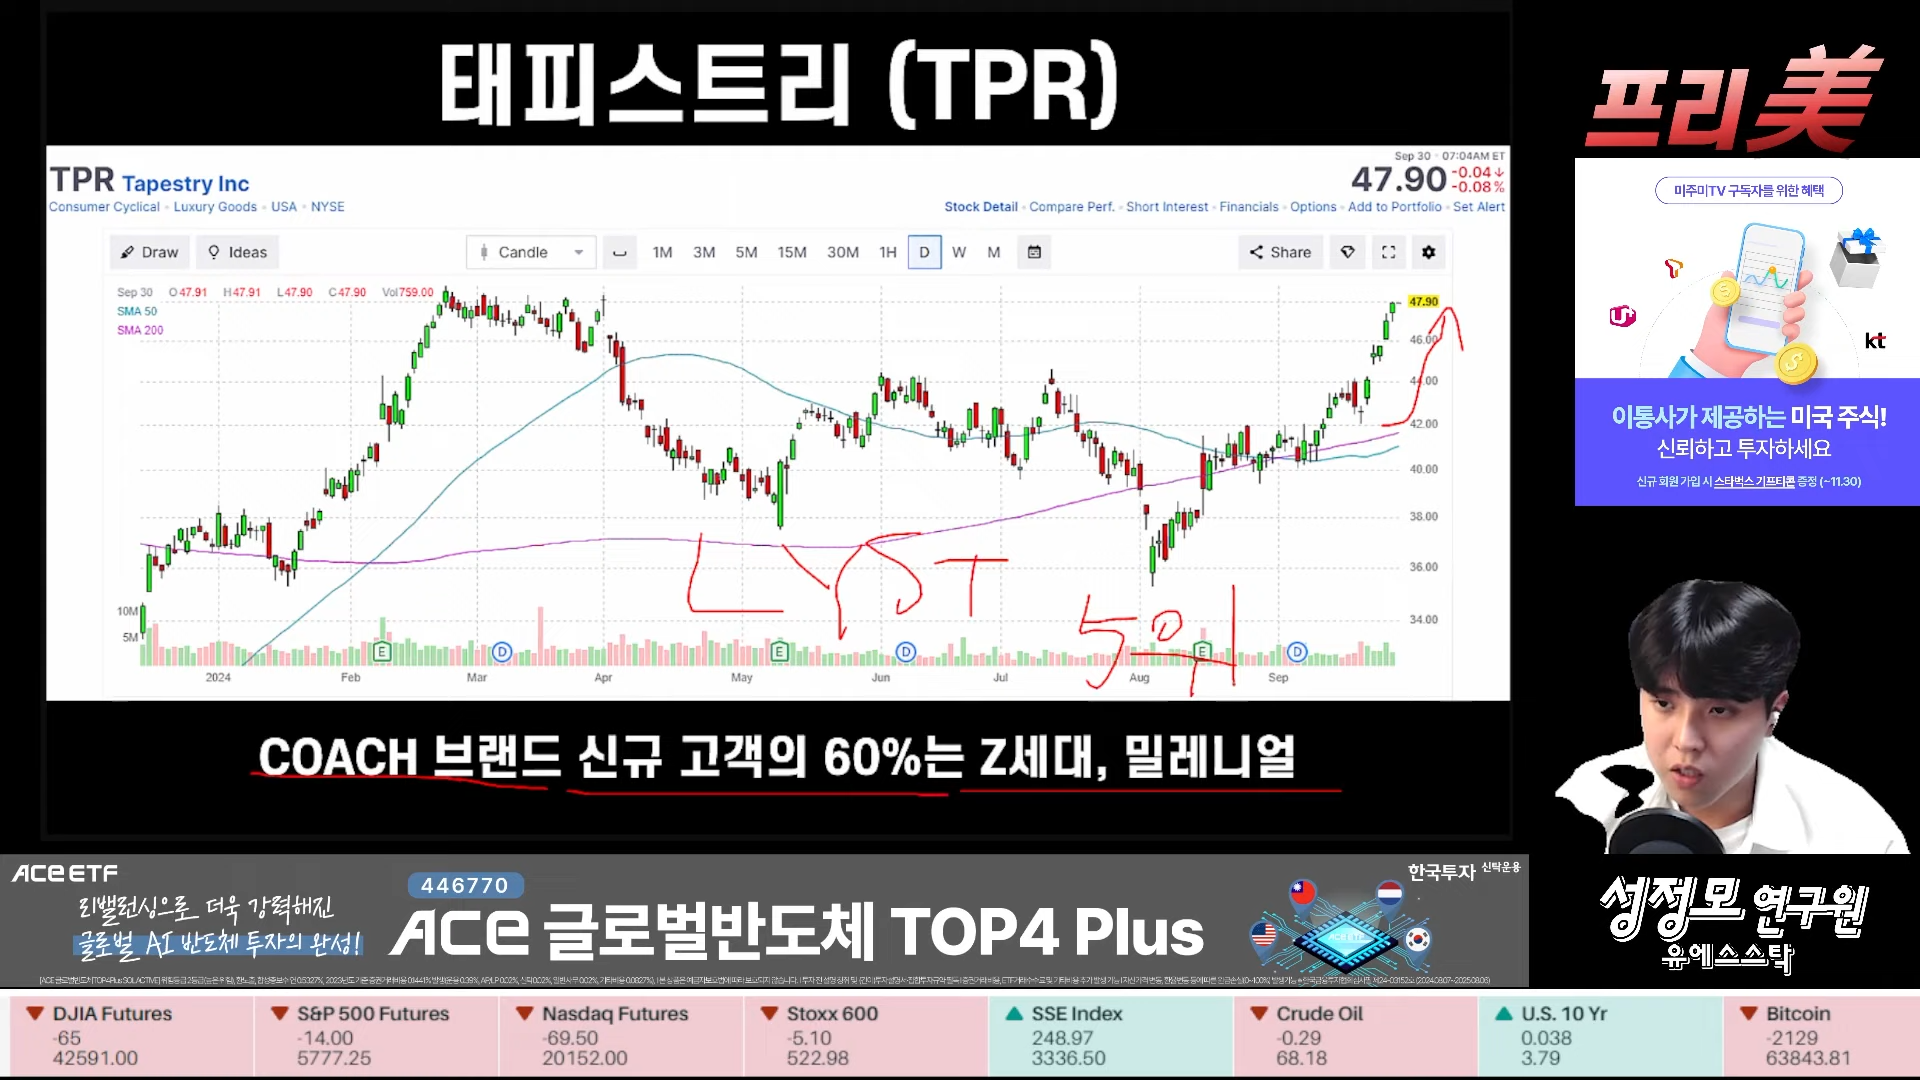 태피스트리 (TPR)
TPR Tapestry Inc
Consumer Cyclical • Luxury Goods • USA • NYSE
Sep 30 • 07:04AM ET
47.90 -0.04 ↓
-0.08 %
Stock Detail • Compare Perf. • Short Interest • Financials • Options • Add to Portfolio • Set Alert
Draw Ideas Candle 1M 3M 5M 15M 30M 1H D W M Share
Sep 30 O 47.91 H 47.91 L 47.90 C 47.90 Vol 759.00
SMA 50
SMA 200
47.90
46.00
44.00
42.00
40.00
38.00
36.00
34.00
10M
5M
LYST
5위
E D E D E D
2024 Feb Mar Apr May Jun Jul Aug Sep
COACH 브랜드 신규 고객의 60%는 Z세대, 밀레니얼
프리美
미주미TV 구독자를 위한 혜택
U+
kt
이통사가 제공하는 미국 주식!
신뢰하고 투자하세요
신규 회원 가입 시 스타벅스 기프티콘 증정 (~11.30)
성정모 연구원
유에스스탁
ACE ETF
리밸런싱으로 더욱 강력해진
글로벌 AI 반도체 투자의 완성!
446770
ACE 글로벌반도체 TOP4 Plus
한국투자 신탁운용
DJIA Futures
-65
42591.00
S&P 500 Futures
-14.00
5777.25
Nasdaq Futures
-69.50
20152.00
Stoxx 600
-5.10
522.98
SSE Index
248.97
3336.50
Crude Oil
-0.29
68.18
U.S. 10 Yr
0.038
3.79
Bitcoin
-2129
63843.81